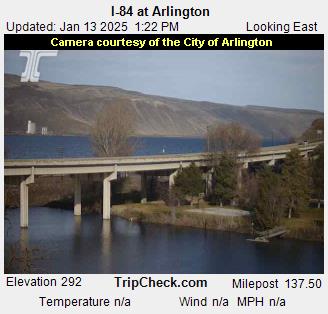 I-84 at Arlington
Updated: Jan 13 2025 1:22 PM Looking East
Camera courtesy of the City of Arlington
Elevation 292 TripCheck.com Milepost 137.50
Temperature n/a Wind n/a MPH n/a